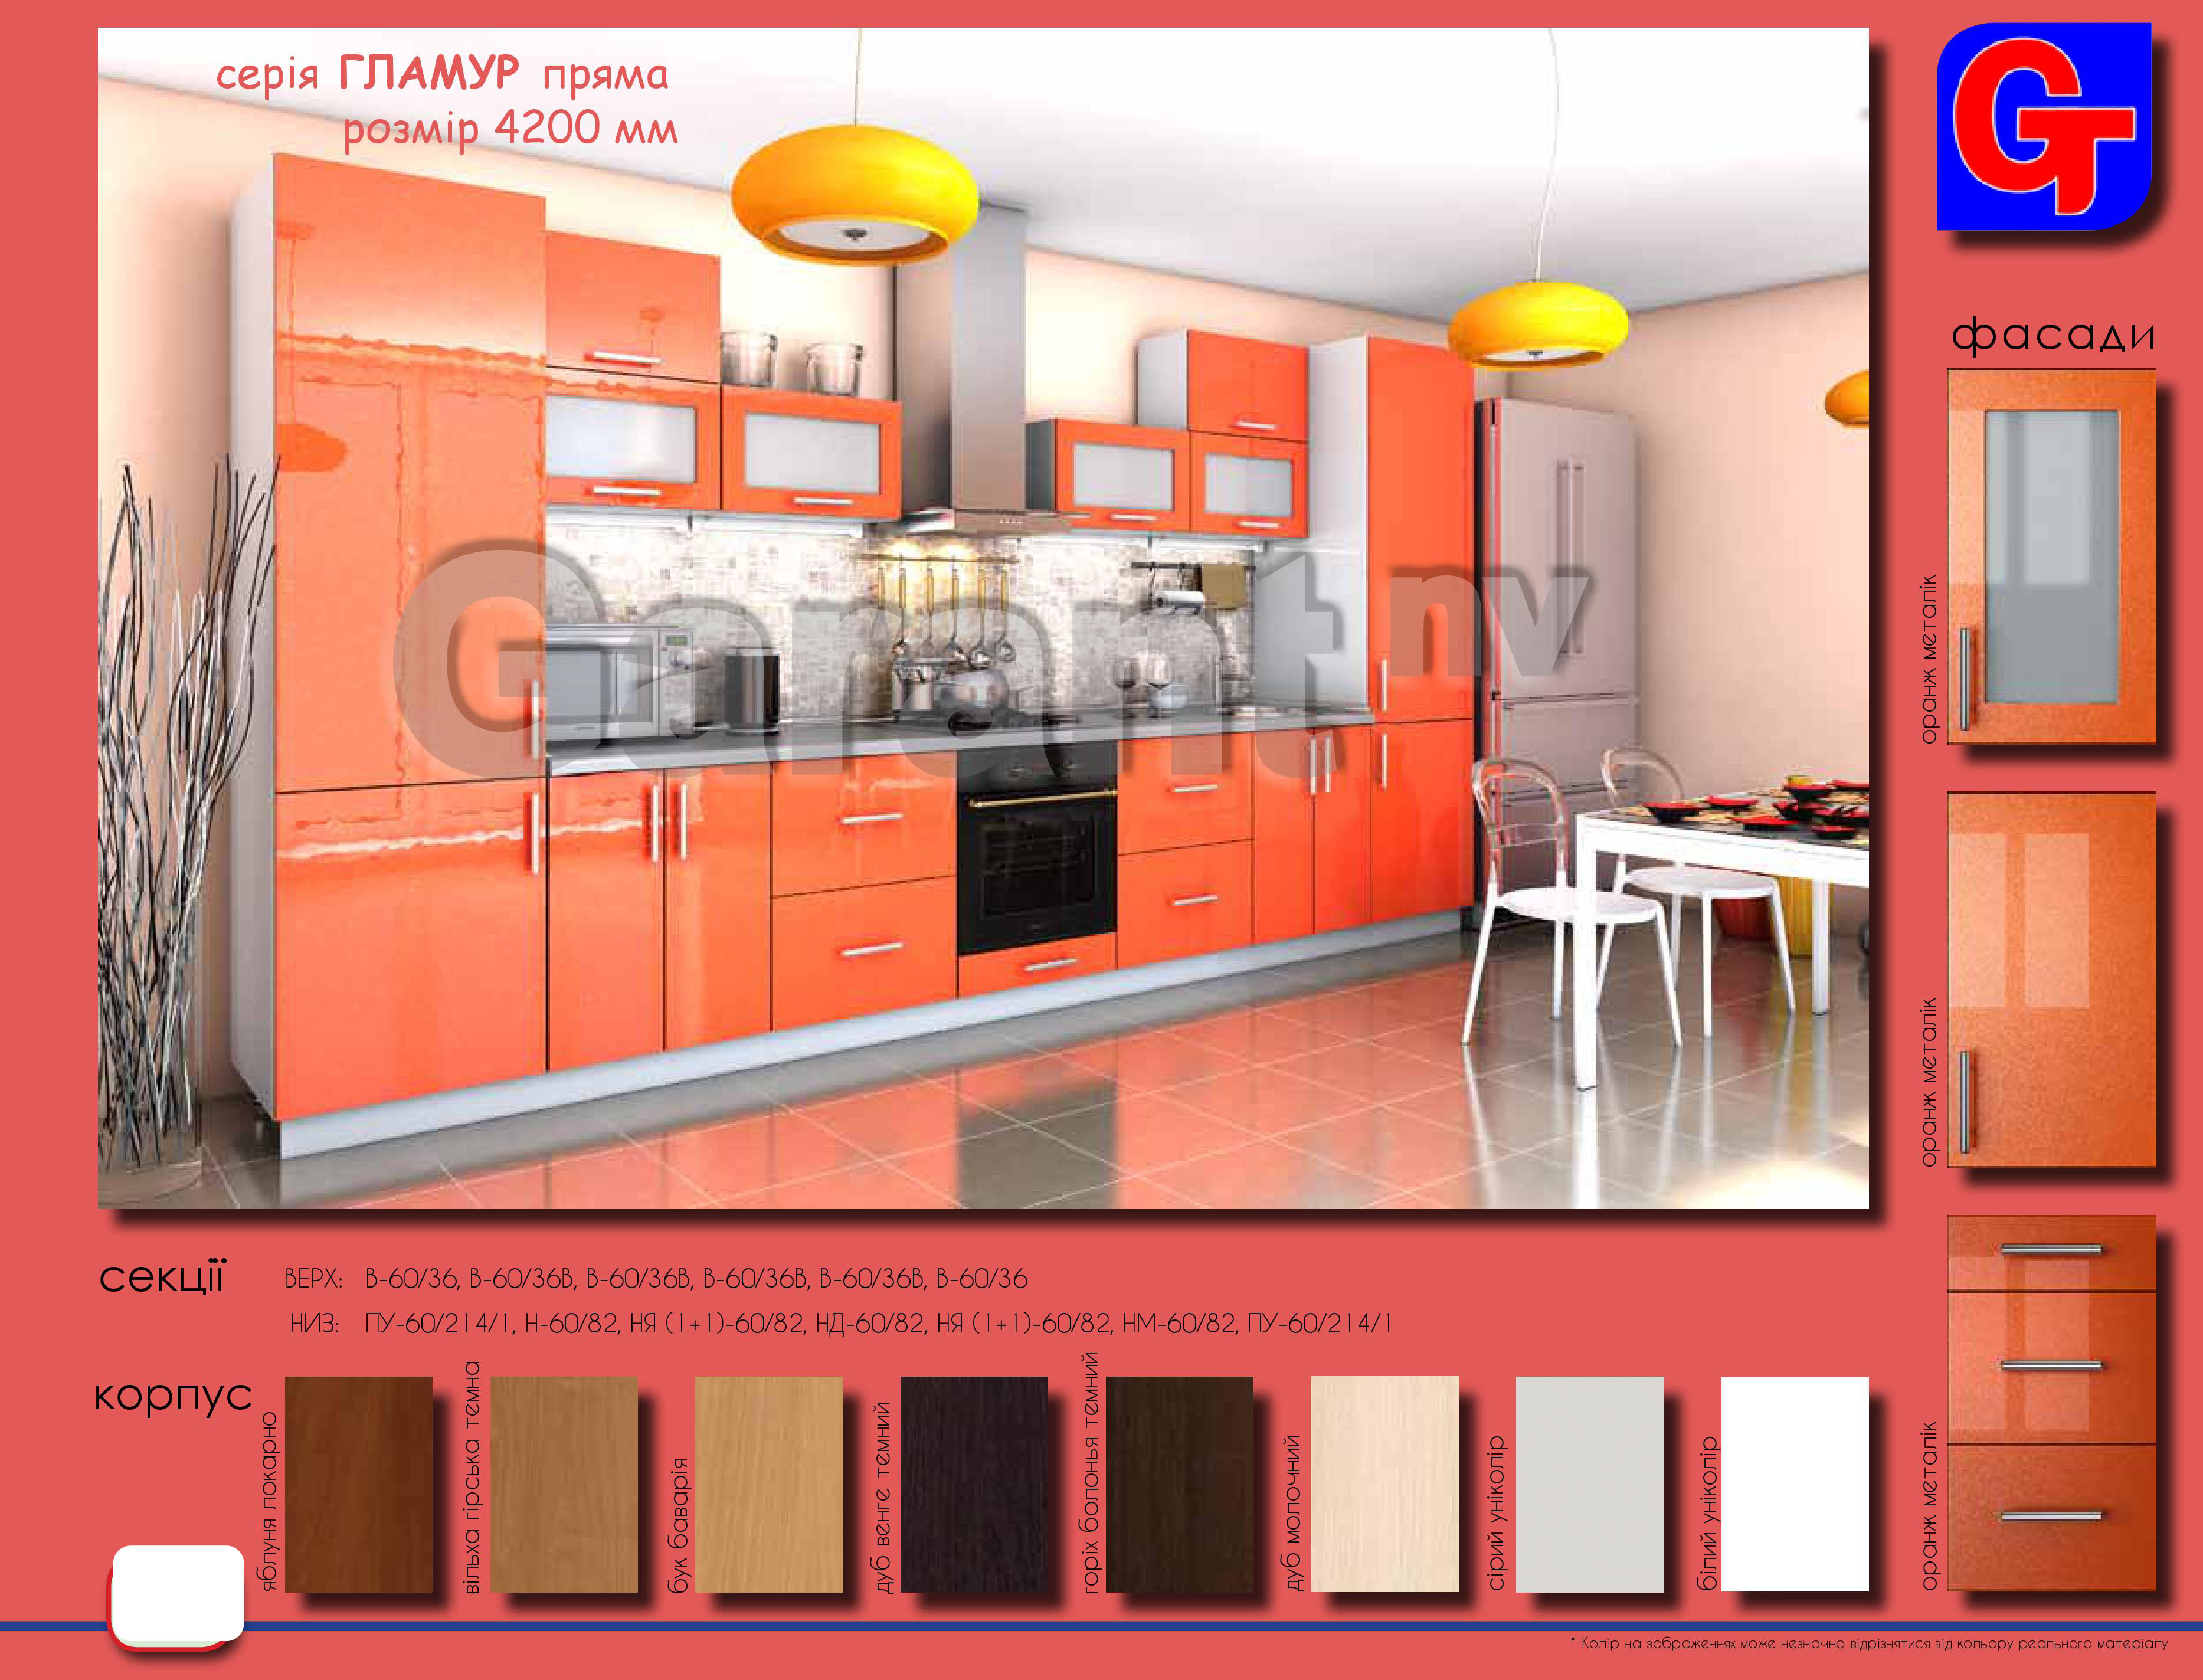 серія ГЛАМУР пряма
розмір 4200 мм
GT
фасади
оранж металік
оранж металік
оранж металік
Garant nv
секції
ВЕРХ: В-60/36, В-60/36В, В-60/36В, В-60/36В, В-60/36В, В-60/36
НИЗ: ПУ-60/214/1, Н-60/82, НЯ (1+1)-60/82, НД-60/82, НЯ (1+1)-60/82, НМ-60/82, ПУ-60/214/1
корпус
яблуня локарно
вільха гірська темна
бук баварія
дуб венге темний
горіх болонья темний
дуб молочний
сірий уніколір
білий уніколір
* Колір на зображеннях може незначно відрізнятися від кольору реального матеріалу